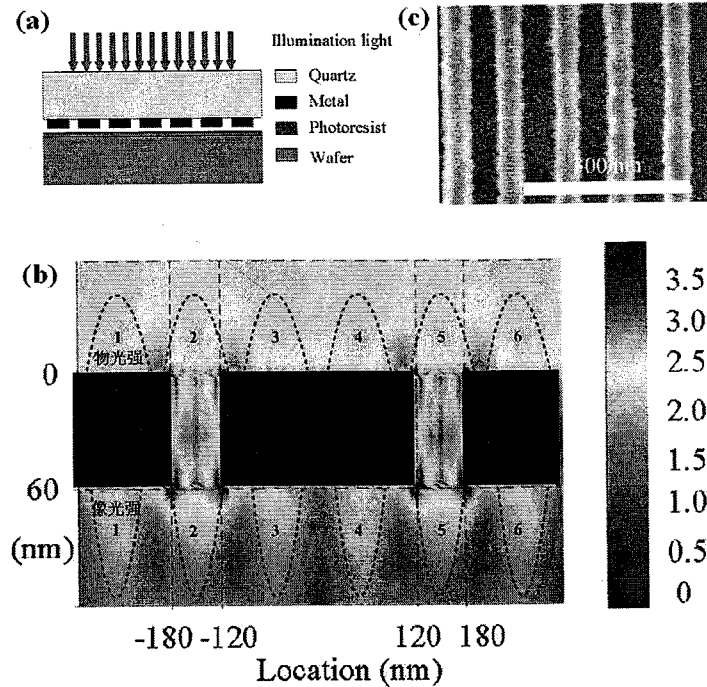 (a)
Illumination light
Quartz
Metal
Photoresist
Wafer
(c)
(b)
1 2 3 4 5 6
物光强
0
60
(nm)
像光强
1 2 3 4 5 6
-180 -120 120 180
Location (nm)
3.5
3.0
2.5
2.0
1.5
1.0
0.5
0